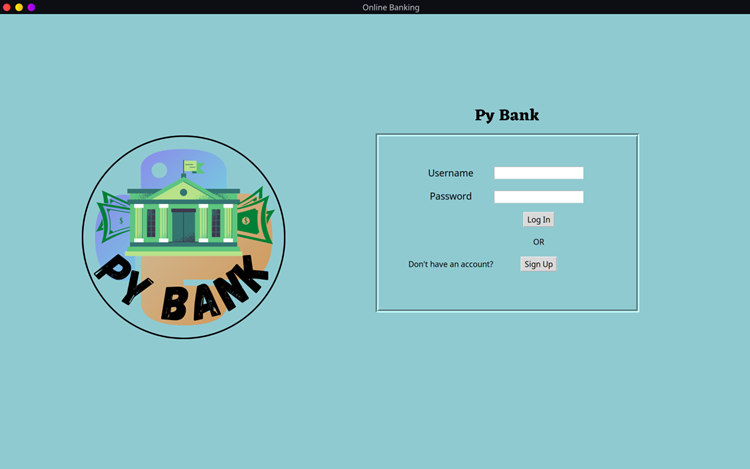 Online Banking
Py Bank
Username
Password
Log In
OR
Don't have an account?
Sign Up
$
$
PY BANK